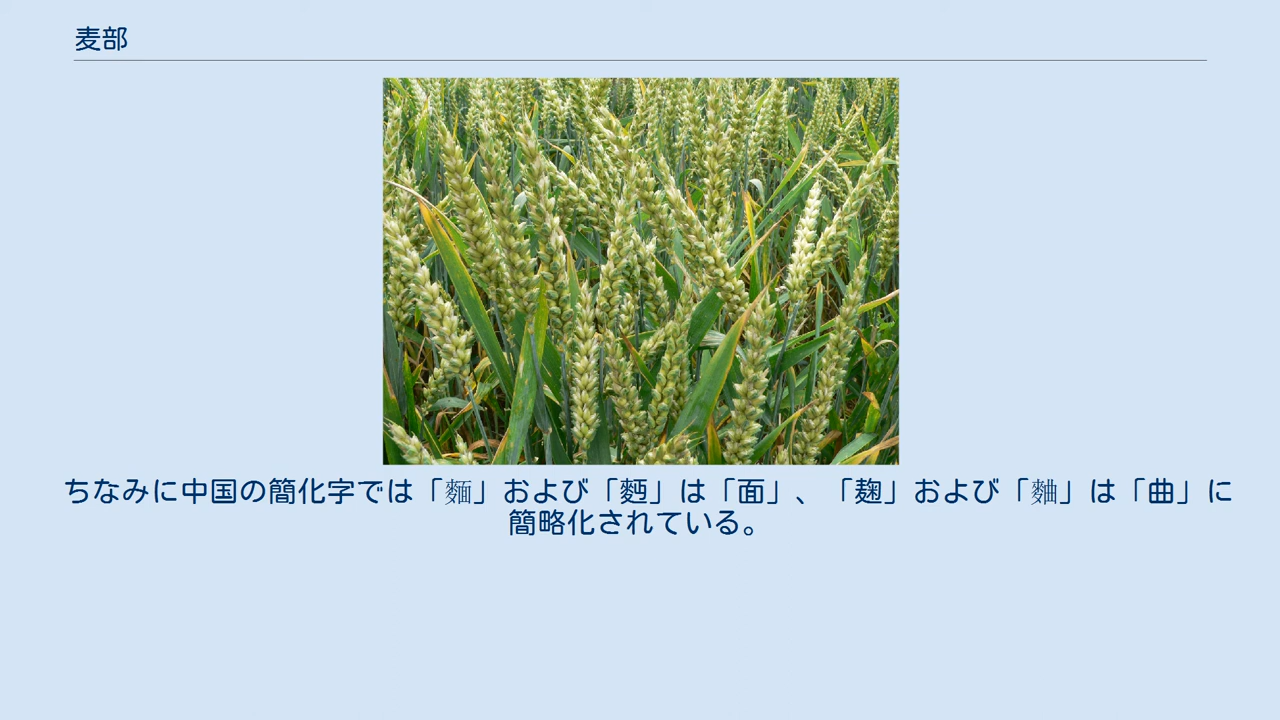 麦部
ちなみに中国の簡化字では「麵」および「麪」は「面」、「麹」および「麯」は「曲」に
簡略化されている。